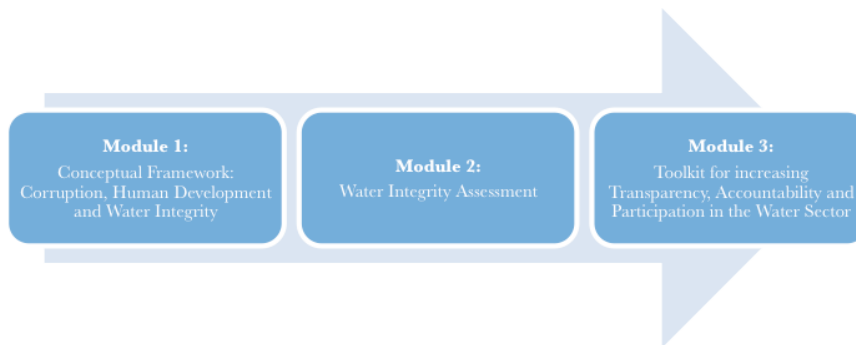 Module 1:
Conceptual Framework:
Corruption, Human Development
and Water Integrity
Module 2:
Water Integrity Assessment
Module 3:
Toolkit for increasing
Transparency, Accountability and
Participation in the Water Sector